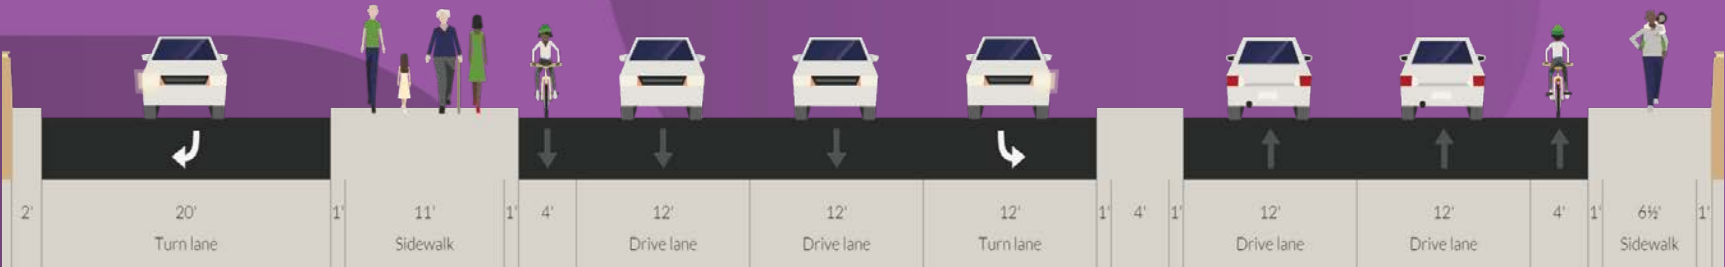 2' 20' 1' 11' 1' 4' 12' 12' 12' 1' 4' 1' 12' 12' 4' 1' 6½' 1'
Turn lane Sidewalk Drive lane Drive lane Turn lane Drive lane Drive lane Sidewalk